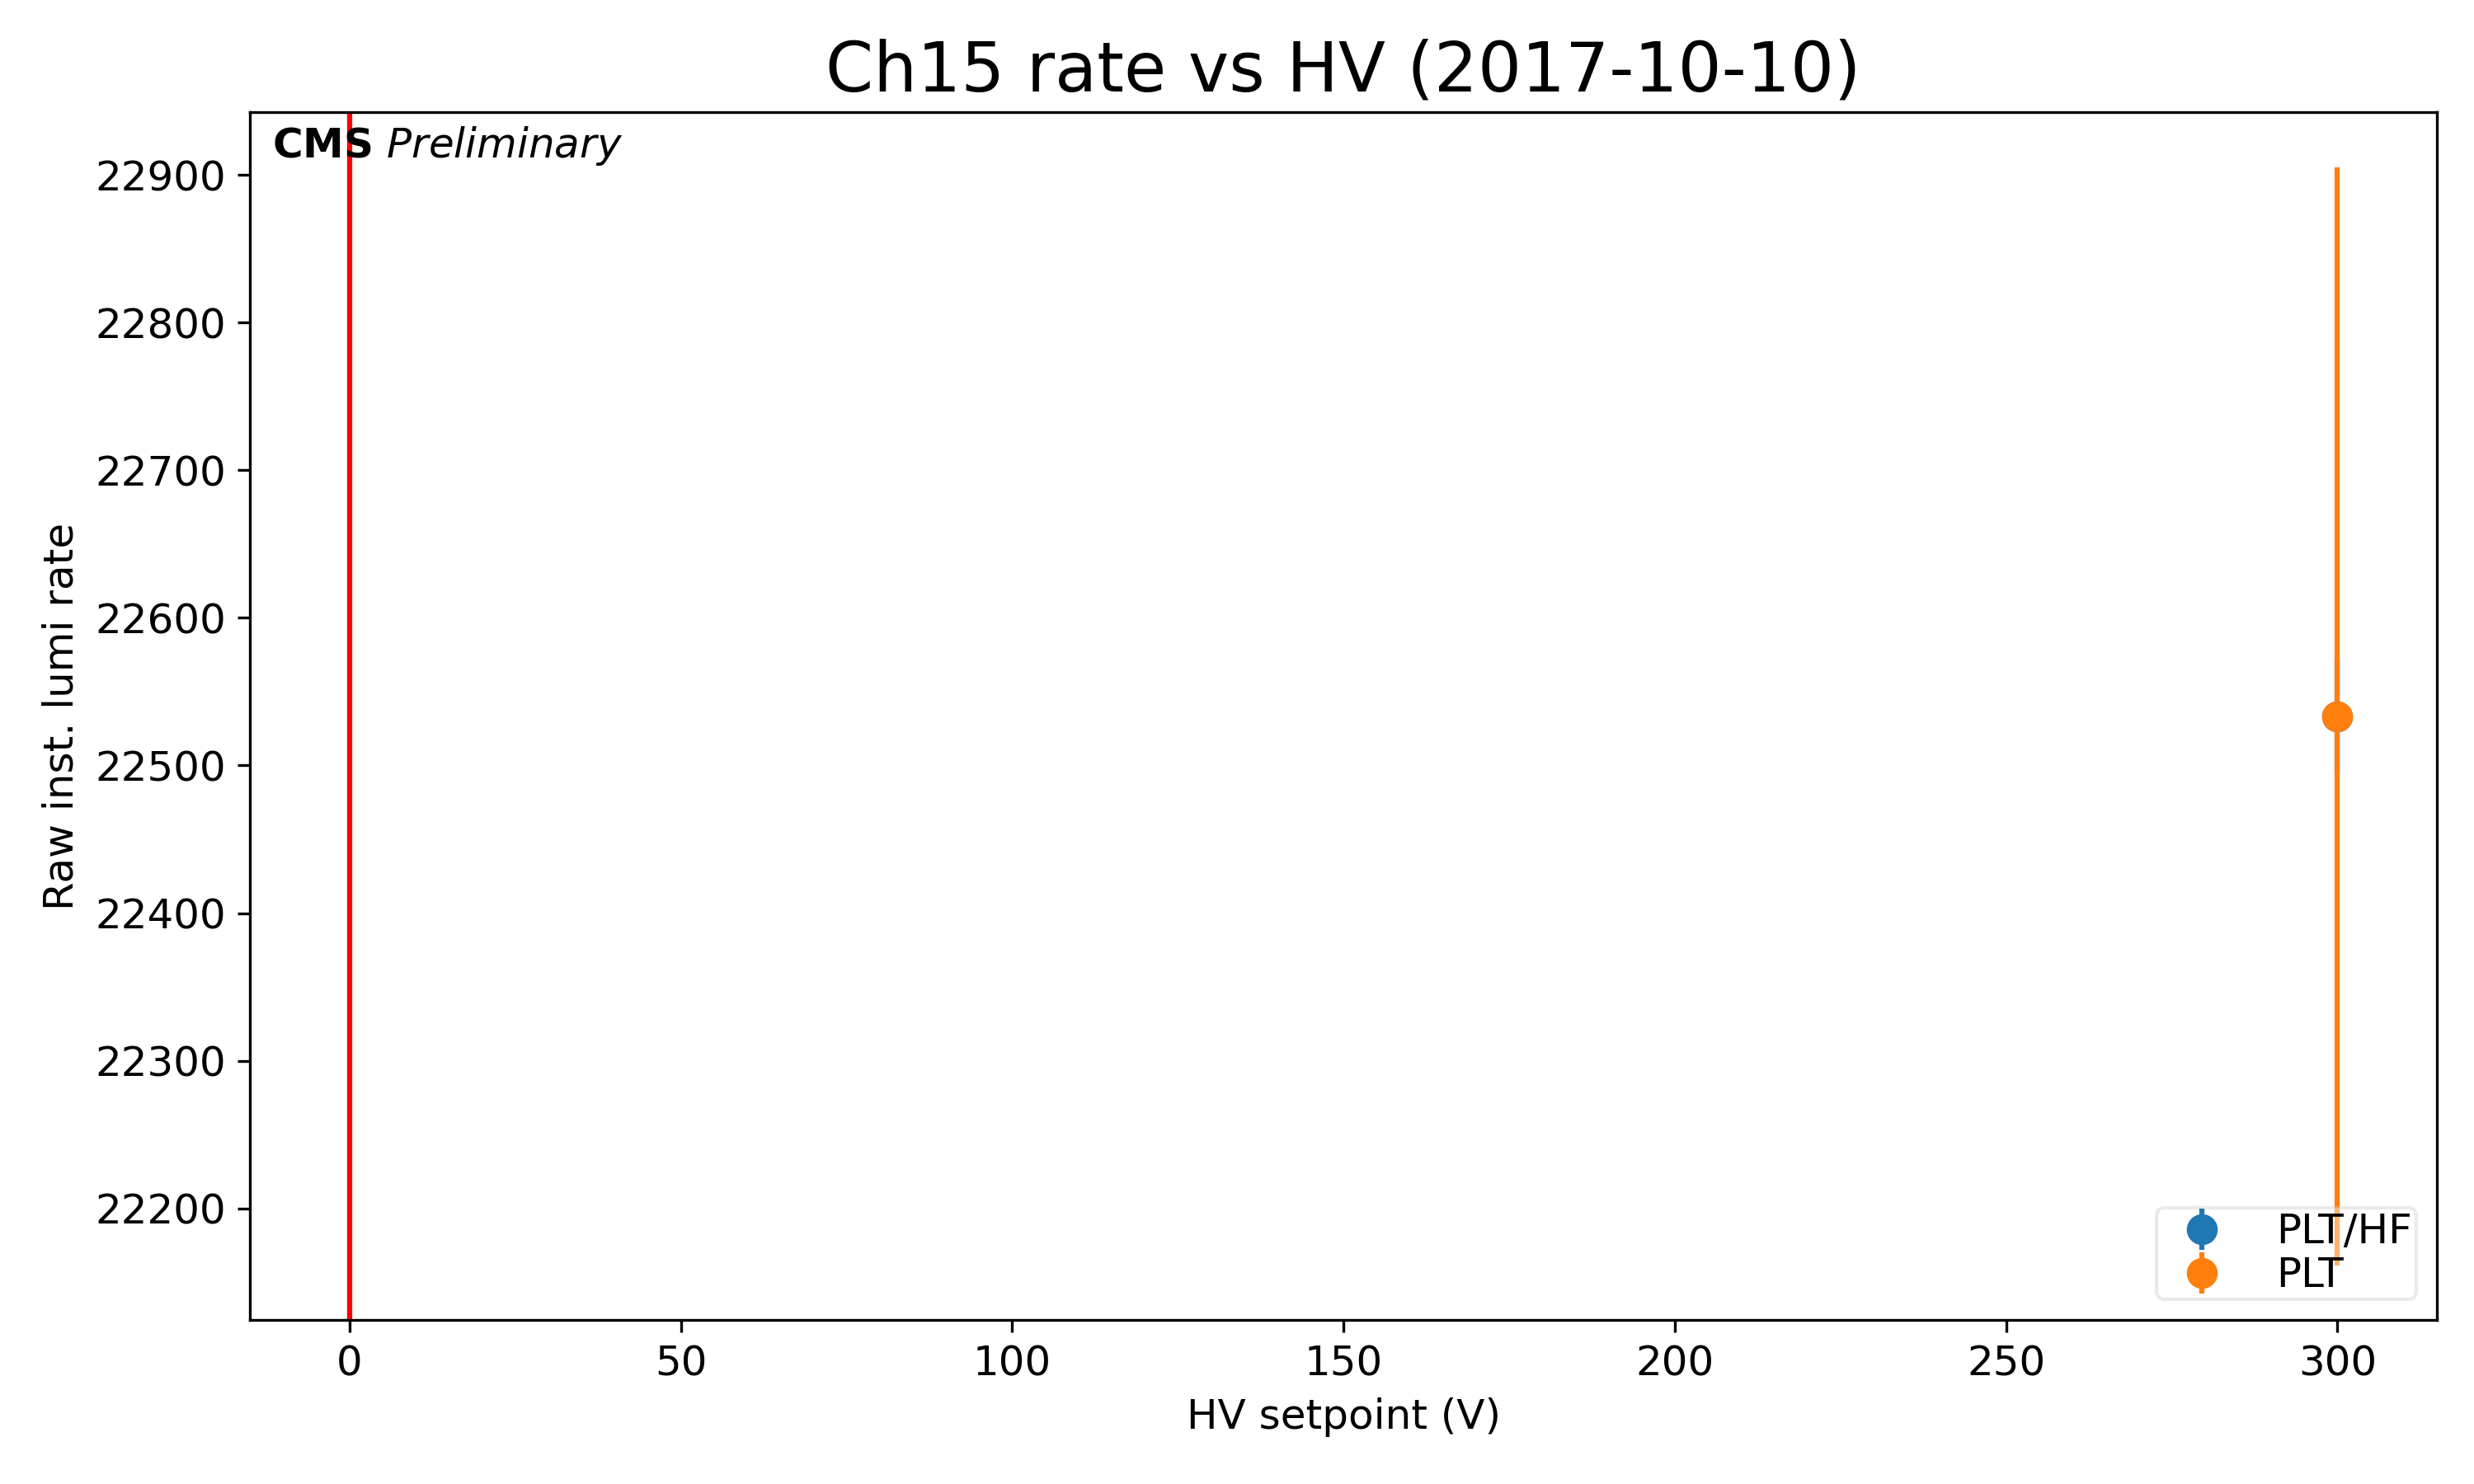 Ch15 rate vs HV (2017-10-10)
CMS Preliminary
22900
22800
22700
22600
22500
22400
22300
22200
Raw inst. lumi rate
PLT/HF
PLT
0 50 100 150 200 250 300
HV setpoint (V)